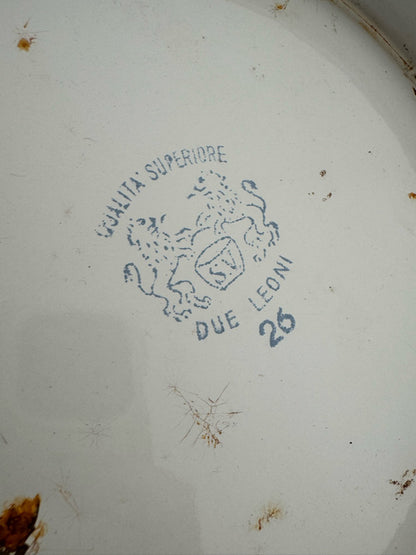 QUALITA' SUPERIORE
SV
DUE LEONI
26